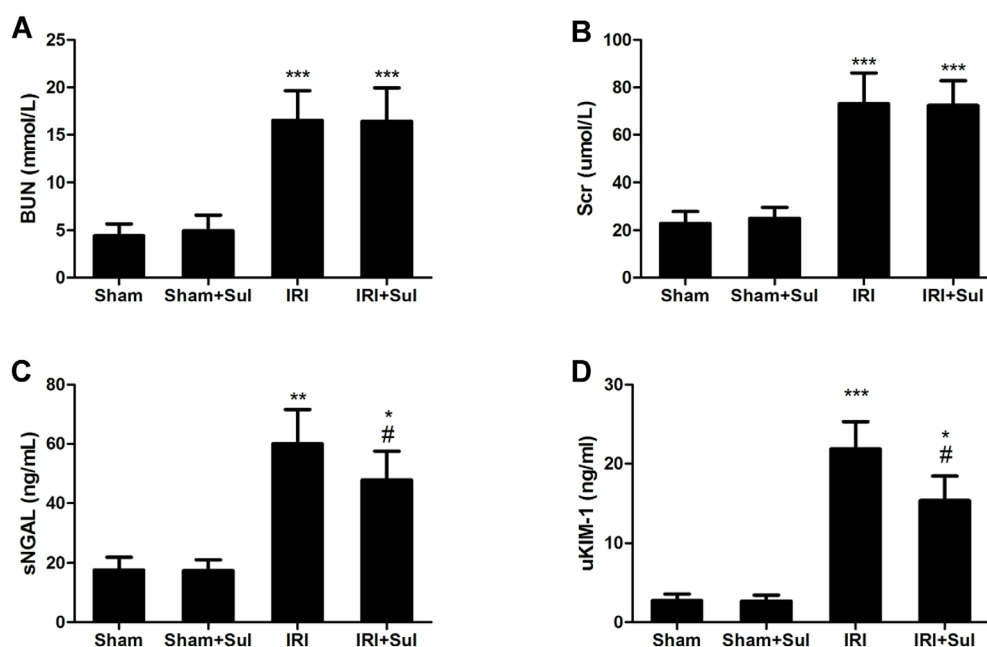 A
BUN (mmol/L)
25
20
15
10
5
0
***
***
Sham
Sham+Sul
IRI
IRI+Sul
B
Scr (umol/L)
100
80
60
40
20
0
***
***
Sham
Sham+Sul
IRI
IRI+Sul
C
sNGAL (ng/mL)
80
60
40
20
0
**
*
#
Sham
Sham+Sul
IRI
IRI+Sul
D
uKIM-1 (ng/ml)
30
20
10
0
***
*
#
Sham
Sham+Sul
IRI
IRI+Sul